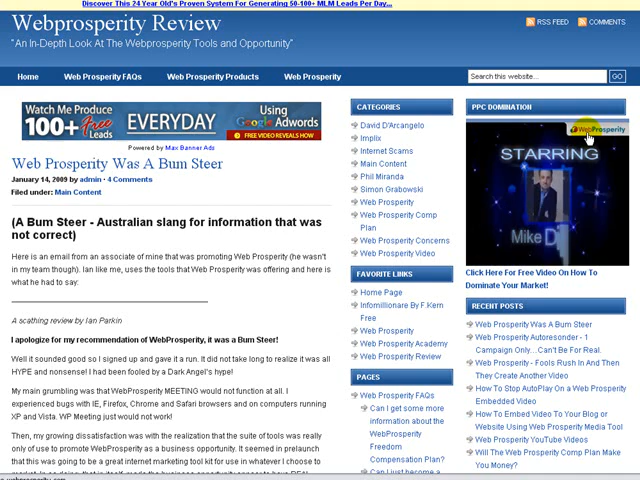 Discover This 24 Year Old's Proven System For Generating 50-100+ MLM Leads Per Day...
Webprosperity Review
"An In-Depth Look At The Webprosperity Tools and Opportunity"
RSS FEED
COMMENTS
Home
Web Prosperity FAQs
Web Prosperity Products
Web Prosperity
Search this website...
GO
Watch Me Produce
100+ Free Leads
EVERYDAY
Using
Google Adwords
FREE VIDEO REVEALS HOW
Powered by Max Banner Ads
Web Prosperity Was A Bum Steer
January 14, 2009 by admin · 4 Comments
Filed under: Main Content
(A Bum Steer - Australian slang for information that was
not correct)
Here is an email from an associate of mine that was promoting Web Prosperity (he wasn't
in my team though). Ian like me, uses the tools that Web Prosperity was offering and here is
what he had to say:
A scathing review by Ian Parkin
I apologize for my recommendation of WebProsperity, it was a Bum Steer!
Well it sounded good so I signed up and gave it a run. It did not take long to realize it was all
HYPE and nonsense! I had been fooled by a Dark Angel's hype!
My main grumbling was that WebProsperity MEETING would not function at all. I
experienced bugs with IE, Firefox, Chrome and Safari browsers and on computers running
XP and Vista. WP Meeting just would not work!
Then, my growing dissatisfaction was with the realization that the suite of tools was really
only of use to promote WebProsperity as a business opportunity. It seemed in prelaunch
that this was going to be a great internet marketing tool kit for use in whatever I choose to
CATEGORIES
David D'Arcangelo
Implix
Internet Scams
Main Content
Phil Miranda
Simon Grabowski
Web Prosperity
Web Prosperity Comp
Plan
Web Prosperity Concerns
Web Prosperity Video
FAVORITE LINKS
Home Page
Infomillionaire By F.Kern
Free
Web Prosperity
Web Prosperity Academy
Web Prosperity Review
PAGES
Web Prosperity FAQs
Can I get some
more information
about the
WebProsperity
Freedom
Compensation Plan?
Can I just become a
PPC DOMINATION
WebProsperity
STARRING
Mike D
Click Here For Free Video On How To
Dominate Your Market!
RECENT POSTS
Web Prosperity Was A Bum Steer
Web Prosperity Autoresponder - 1
Campaign Only...Can't Be For Real.
Web Prosperity - Fools Rush In And Then
They Create Another Video
How To Stop AutoPlay On a Web Prosperity
Embedded Video
How To Embed Video To Your Blog or
Website Using Web Prosperity Media Tool
Web Prosperity YouTube Videos
Will The Web Prosperity Comp Plan Make
You Money?